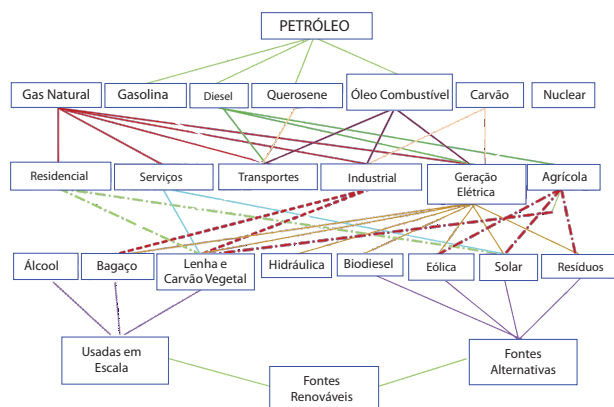 PETRÓLEO
Gas Natural
Gasolina
Diesel
Querosene
Óleo Combustível
Carvão
Nuclear
Residencial
Serviços
Transportes
Industrial
Geração
Elétrica
Agrícola
Álcool
Bagaço
Lenha e
Carvão Vegetal
Hidráulica
Biodiesel
Eólica
Solar
Resíduos
Usadas em
Escala
Fontes
Renováveis
Fontes
Alternativas